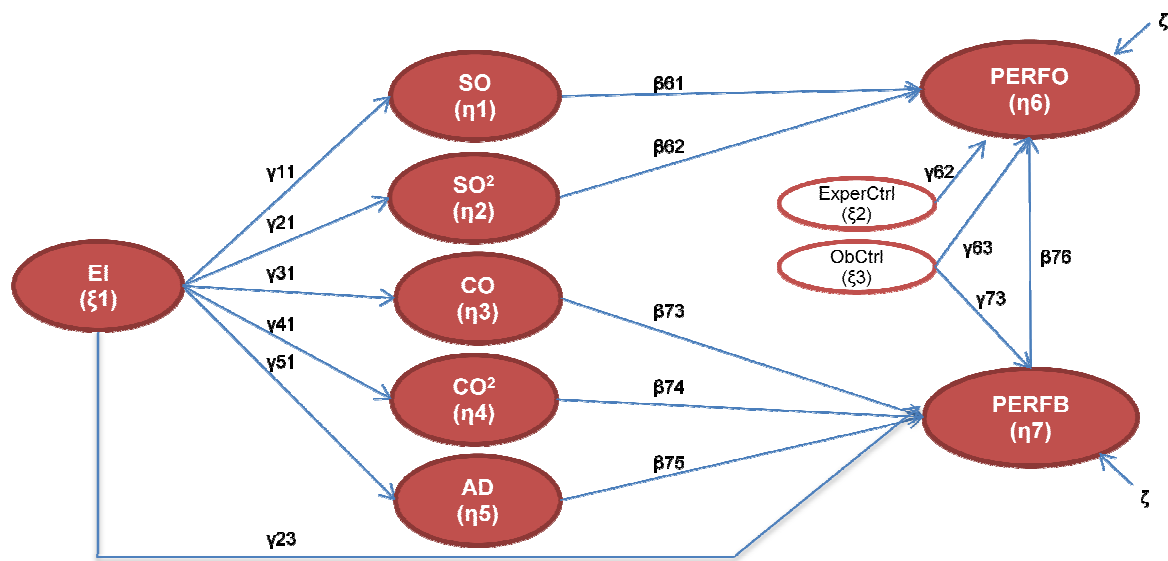 ζ
SO
(η1)
β61
PERFO
(η6)
γ11
β62
SO²
(η2)
γ62
ExperCtrl
(ξ2)
γ21
EI
(ξ1)
γ31
CO
(η3)
ObCtrl
(ξ3)
γ63
β76
γ41
β73
γ73
γ51
CO²
(η4)
β74
PERFB
(η7)
AD
(η5)
β75
ζ
γ23